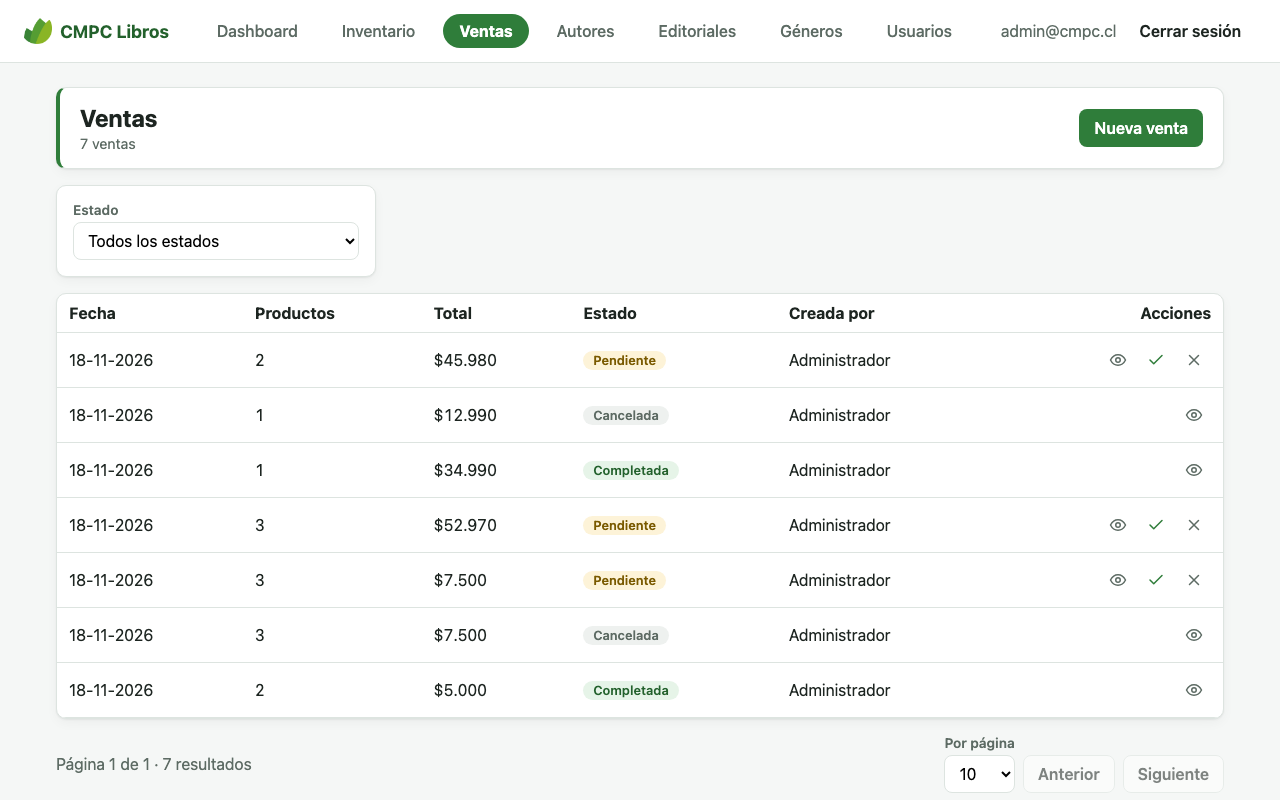 CMPC Libros Dashboard Inventario Ventas Autores Editoriales Géneros Usuarios admin@cmpc.cl Cerrar sesión
Ventas
7 ventas
Nueva venta
Estado
Todos los estados
Fecha Productos Total Estado Creada por Acciones
18-11-2026 2 $45.980 Pendiente Administrador
18-11-2026 1 $12.990 Cancelada Administrador
18-11-2026 1 $34.990 Completada Administrador
18-11-2026 3 $52.970 Pendiente Administrador
18-11-2026 3 $7.500 Pendiente Administrador
18-11-2026 3 $7.500 Cancelada Administrador
18-11-2026 2 $5.000 Completada Administrador
Página 1 de 1 · 7 resultados
Por página
10 Anterior Siguiente